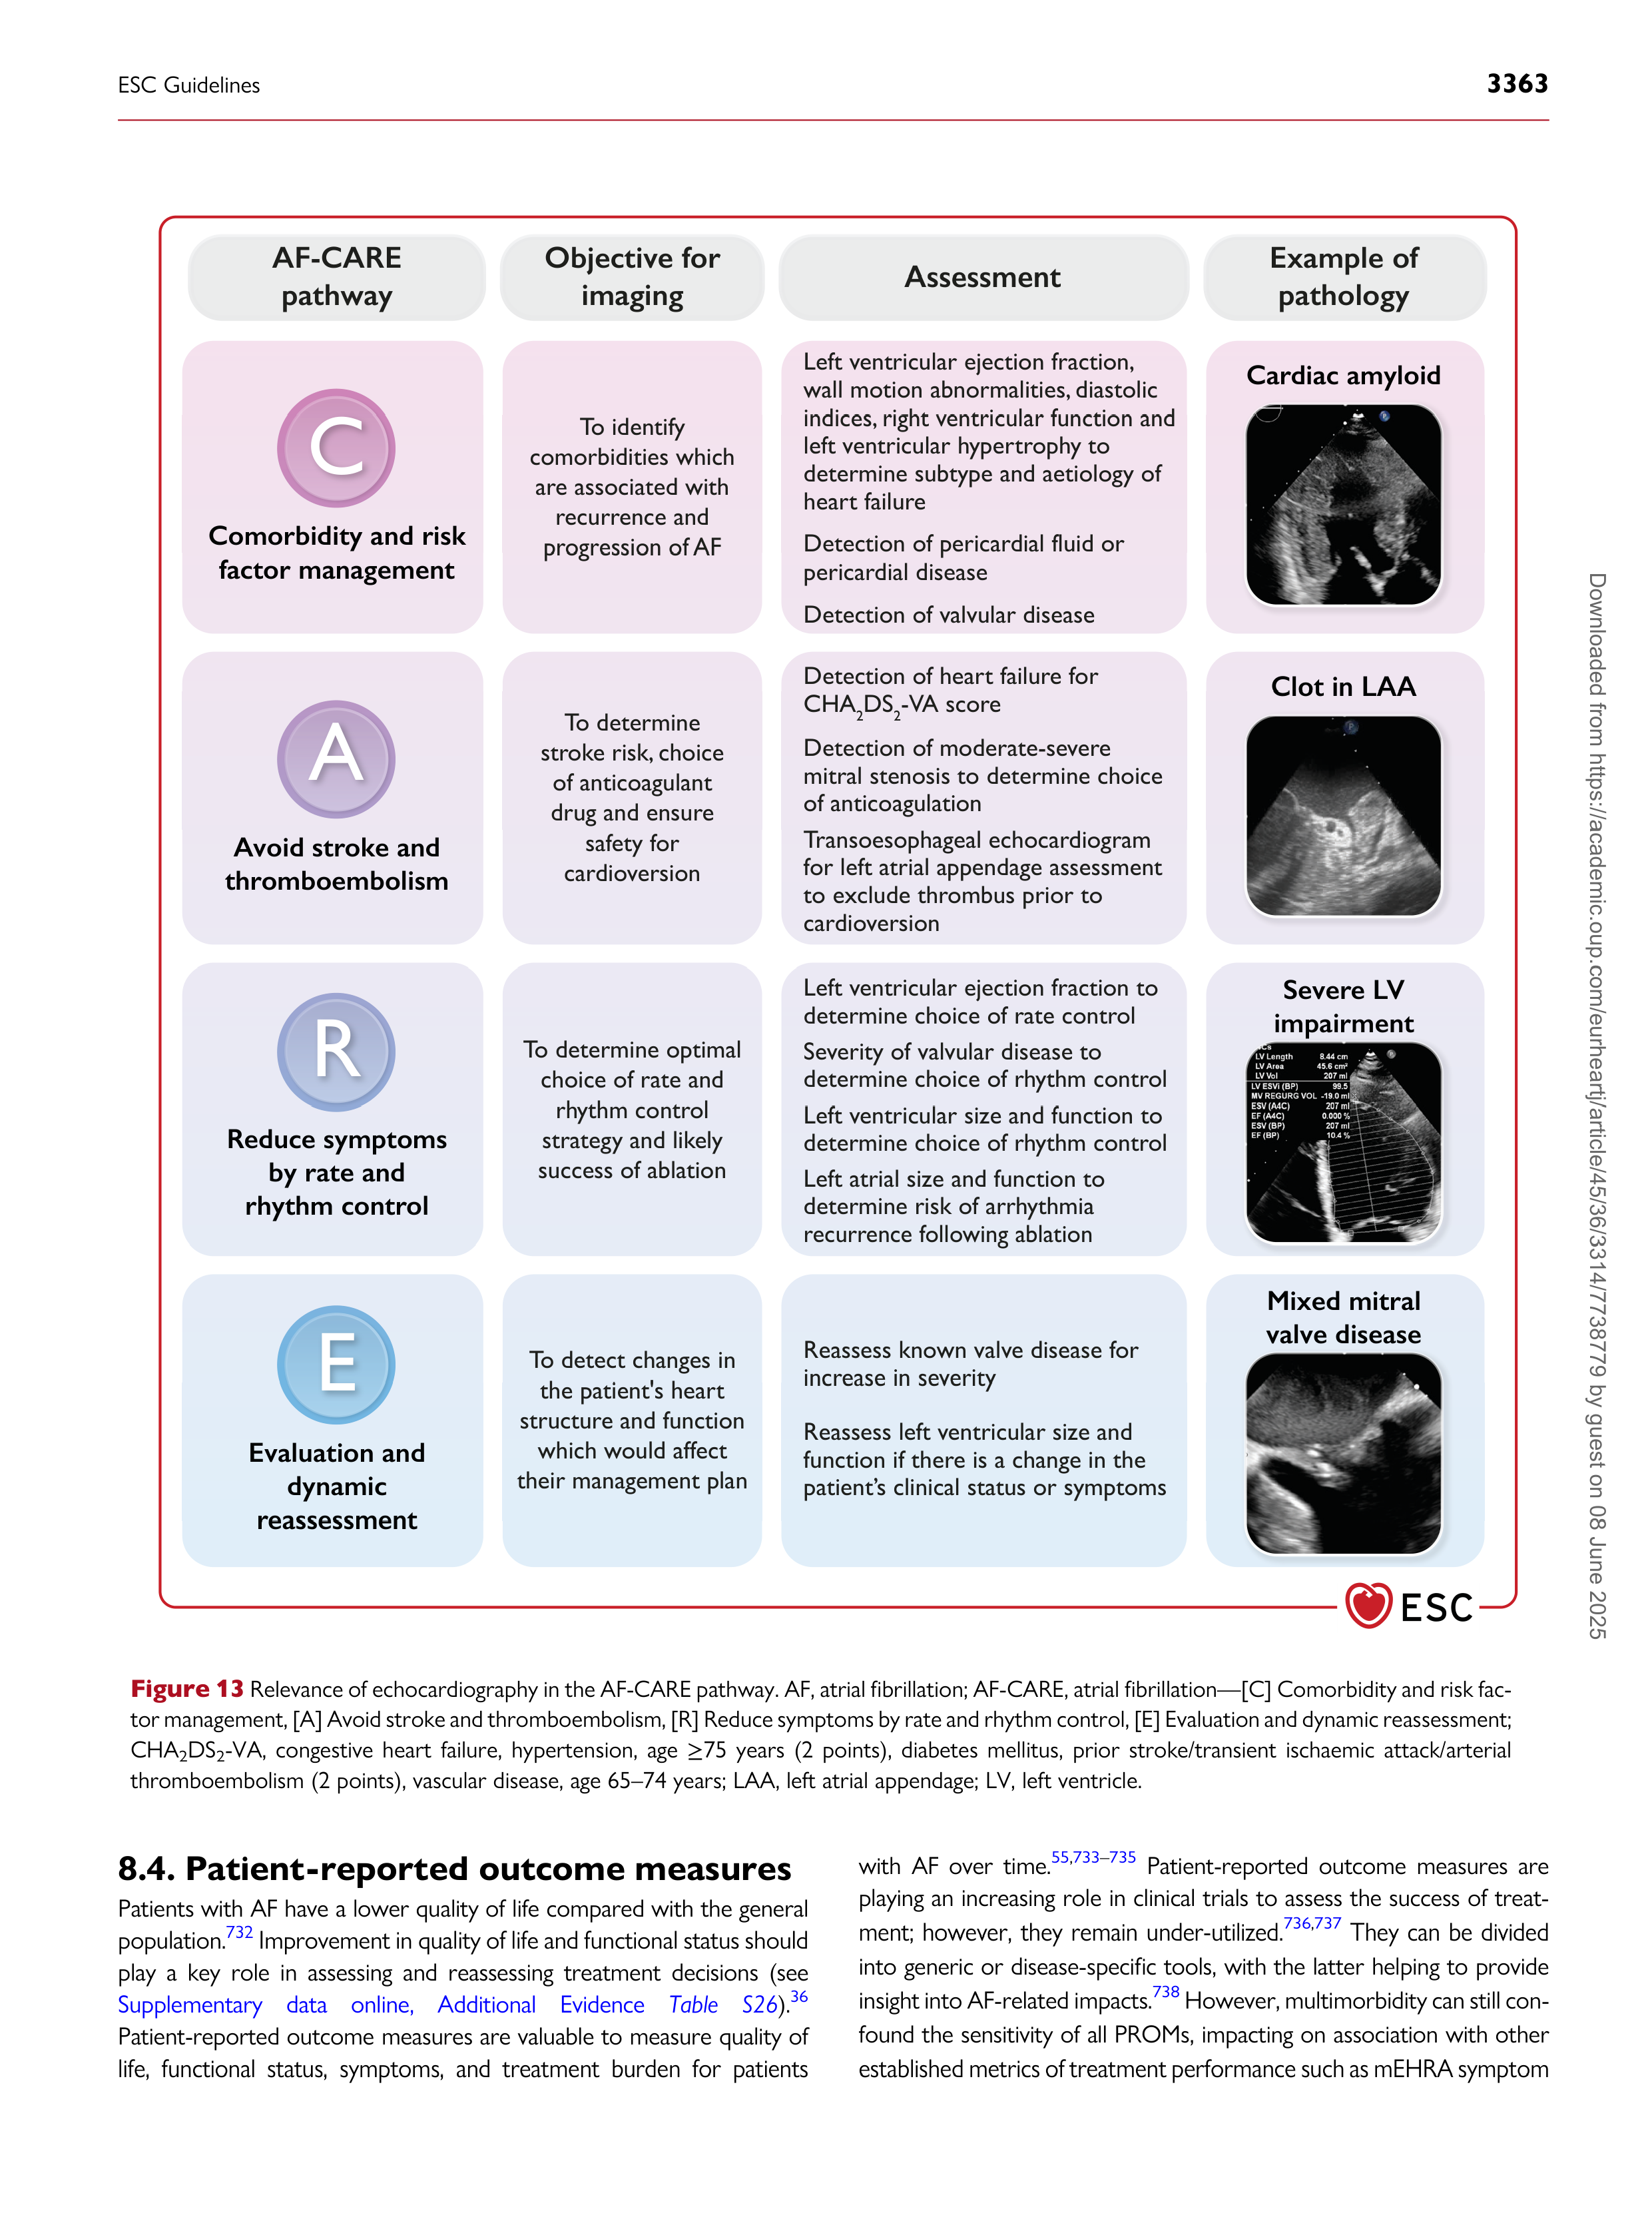 ESC Guidelines
3363
AF-CARE
pathway
Objective for
imaging
Assessment
Example of
pathology
C
Comorbidity and risk
factor management
To identify
comorbidities which
are associated with
recurrence and
progression of AF
Left ventricular ejection fraction,
wall motion abnormalities, diastolic
indices, right ventricular function and
left ventricular hypertrophy to
determine subtype and aetiology of
heart failure
Detection of pericardial fluid or
pericardial disease
Detection of valvular disease
Cardiac amyloid
A
Avoid stroke and
thromboembolism
To determine
stroke risk, choice
of anticoagulant
drug and ensure
safety for
cardioversion
Detection of heart failure for
CHA₂DS₂-VA score
Detection of moderate-severe
mitral stenosis to determine choice
of anticoagulation
Transoesophageal echocardiogram
for left atrial appendage assessment
to exclude thrombus prior to
cardioversion
Clot in LAA
R
Reduce symptoms
by rate and
rhythm control
To determine optimal
choice of rate and
rhythm control
strategy and likely
success of ablation
Left ventricular ejection fraction to
determine choice of rate control
Severity of valvular disease to
determine choice of rhythm control
Left ventricular size and function to
determine choice of rhythm control
Left atrial size and function to
determine risk of arrhythmia
recurrence following ablation
Severe LV
impairment
LV Length 8.44 cm
LV Area 45.6 cm²
LV Vol 207 ml
LV ESVi (BP) 99.5
MV REGURG VOL -19.0 ml
ESV (A4C) 207 ml
EF (A4C) 0.000 %
ESV (BP) 207 ml
EF (BP) 10.4 %
E
Evaluation and
dynamic
reassessment
To detect changes in
the patient's heart
structure and function
which would affect
their management plan
Reassess known valve disease for
increase in severity
Reassess left ventricular size and
function if there is a change in the
patient’s clinical status or symptoms
Mixed mitral
valve disease
ESC
Figure 13 Relevance of echocardiography in the AF-CARE pathway. AF, atrial fibrillation; AF-CARE, atrial fibrillation—[C] Comorbidity and risk fac-
tor management, [A] Avoid stroke and thromboembolism, [R] Reduce symptoms by rate and rhythm control, [E] Evaluation and dynamic reassessment;
CHA₂DS₂-VA, congestive heart failure, hypertension, age ≥75 years (2 points), diabetes mellitus, prior stroke/transient ischaemic attack/arterial
thromboembolism (2 points), vascular disease, age 65–74 years; LAA, left atrial appendage; LV, left ventricle.
8.4. Patient-reported outcome measures
Patients with AF have a lower quality of life compared with the general
population.⁷³² Improvement in quality of life and functional status should
play a key role in assessing and reassessing treatment decisions (see
Supplementary data online, Additional Evidence Table S26).³⁶
Patient-reported outcome measures are valuable to measure quality of
life, functional status, symptoms, and treatment burden for patients
with AF over time.⁵⁵,⁷³³–⁷³⁵ Patient-reported outcome measures are
playing an increasing role in clinical trials to assess the success of treat-
ment; however, they remain under-utilized.⁷³⁶,⁷³⁷ They can be divided
into generic or disease-specific tools, with the latter helping to provide
insight into AF-related impacts.⁷³⁸ However, multimorbidity can still con-
found the sensitivity of all PROMs, impacting on association with other
established metrics of treatment performance such as mEHRA symptom
Downloaded from https://academic.oup.com/eurheartj/article/45/36/3314/7738779 by guest on 08 June 2025